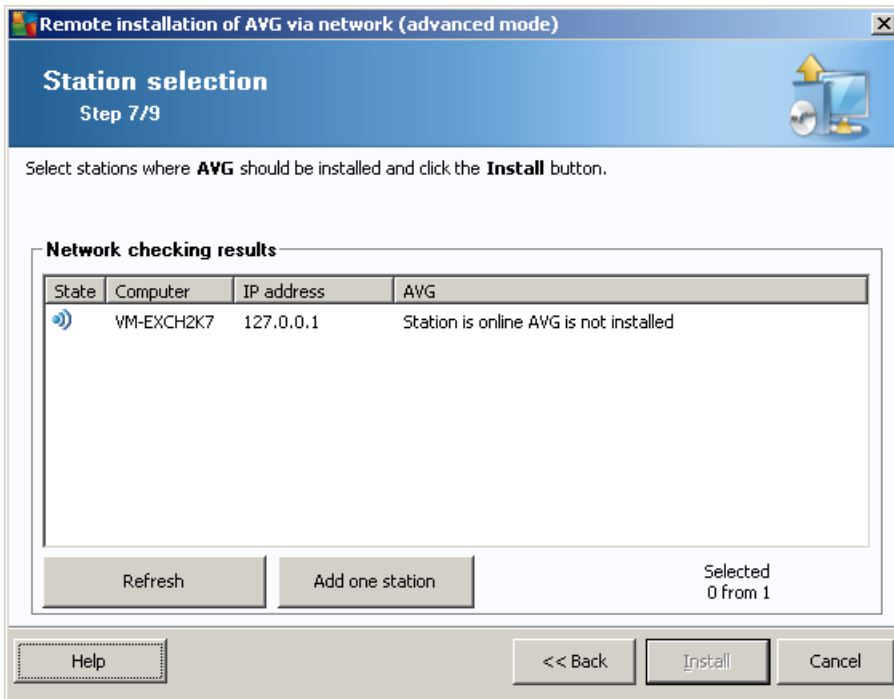 Remote installation of AVG via network (advanced mode)
Station selection
Step 7/9
Select stations where AVG should be installed and click the Install button.
Network checking results
State Computer IP address AVG
VM-EXCH2K7 127.0.0.1 Station is online AVG is not installed
Refresh Add one station Selected
0 from 1
Help << Back Install Cancel